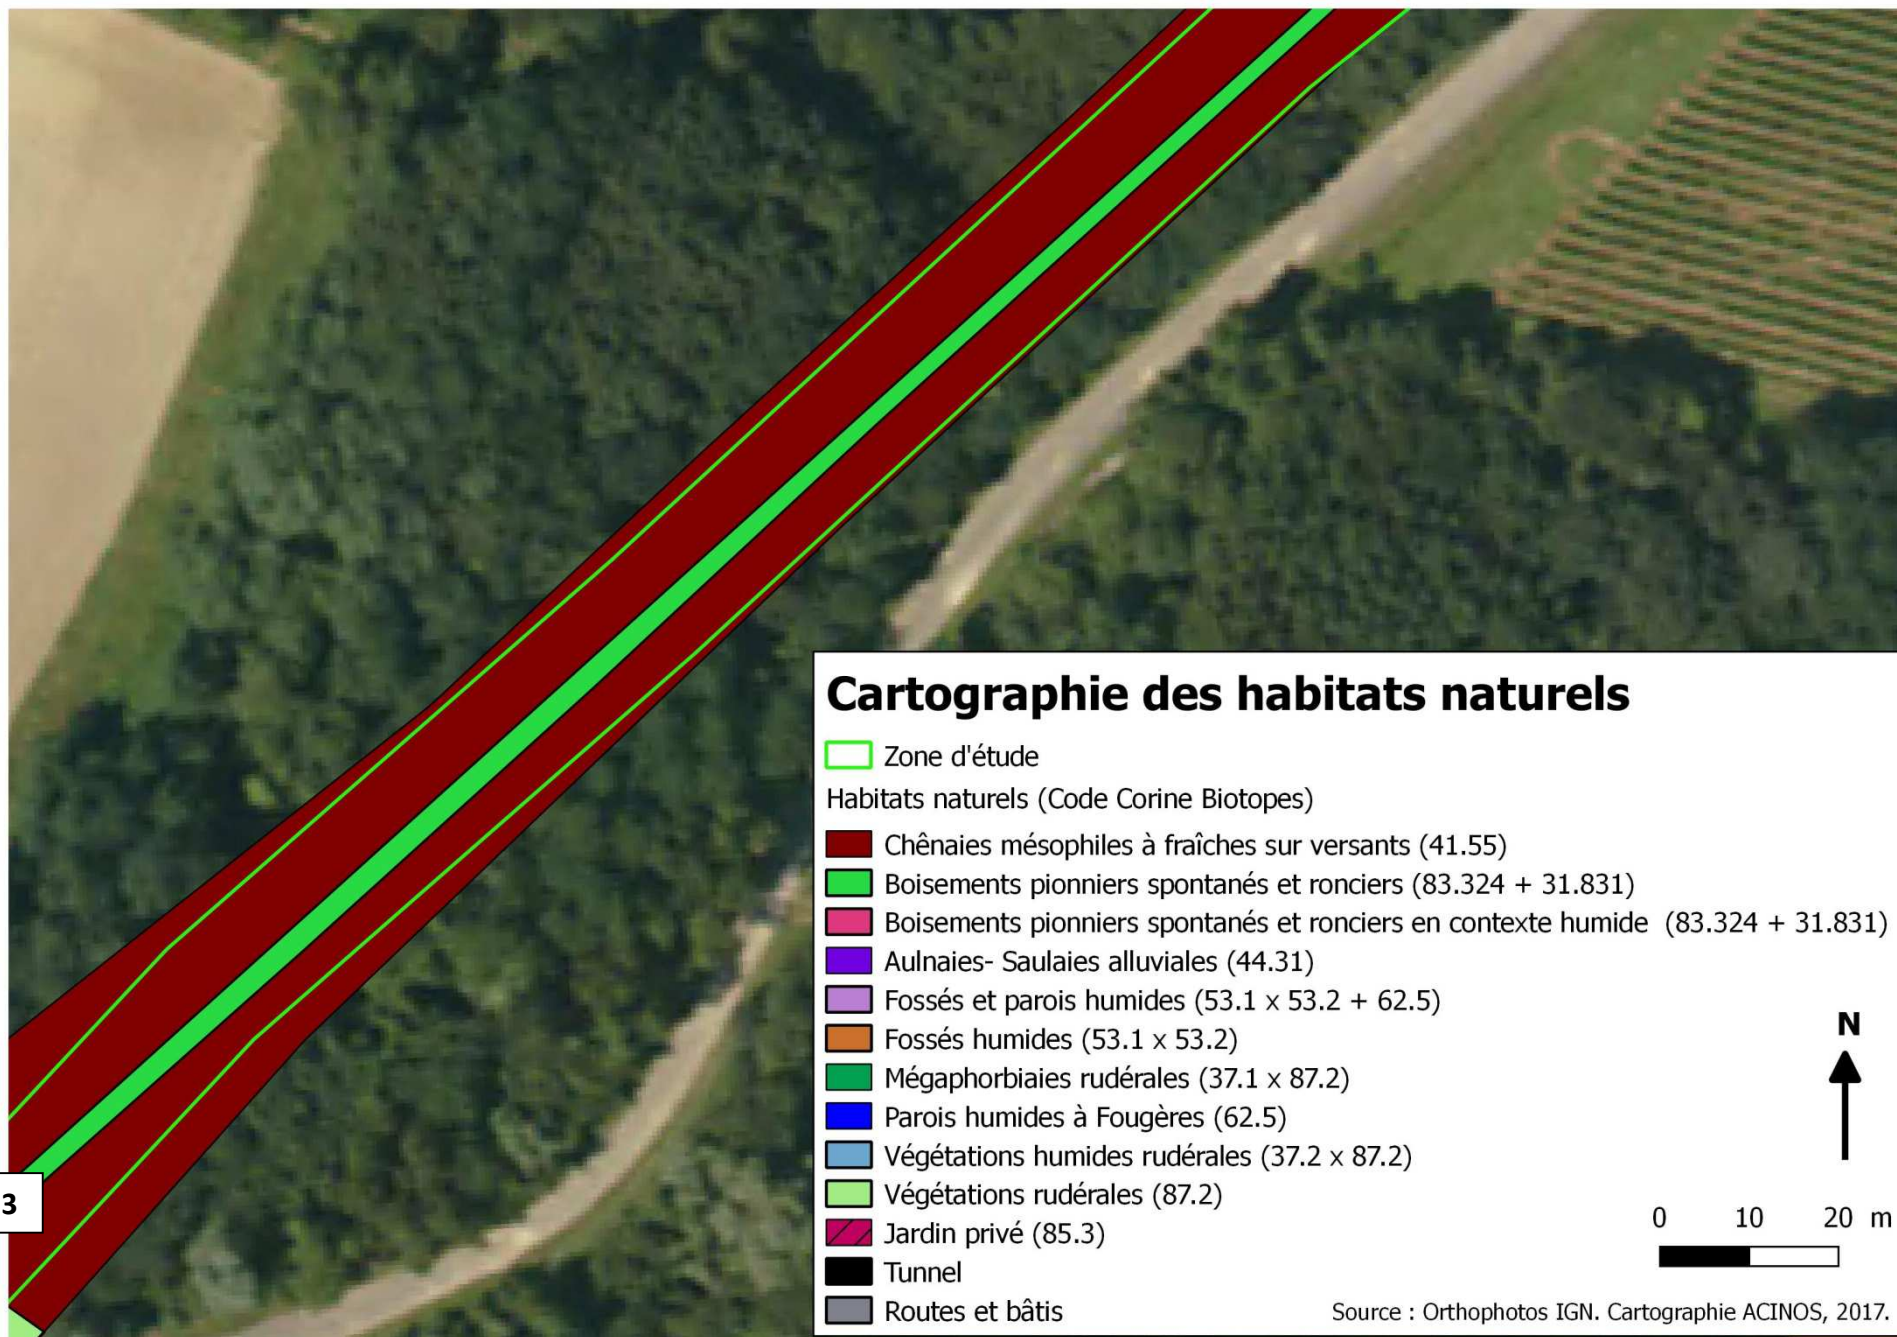 Cartographie des habitats naturels
Zone d'étude
Habitats naturels (Code Corine Biotopes)
Chênaies mésophiles à fraîches sur versants (41.55)
Boisements pionniers spontanés et ronciers (83.324 + 31.831)
Boisements pionniers spontanés et ronciers en contexte humide (83.324 + 31.831)
Aulnaies- Saulaies alluviales (44.31)
Fossés et parois humides (53.1 x 53.2 + 62.5)
Fossés humides (53.1 x 53.2)
Mégaphorbiaies rudérales (37.1 x 87.2)
Parois humides à Fougères (62.5)
Végétations humides rudérales (37.2 x 87.2)
Végétations rudérales (87.2)
Jardin privé (85.3)
Tunnel
Routes et bâtis
N
0 10 20 m
Source : Orthophotos IGN. Cartographie ACINOS, 2017.
3